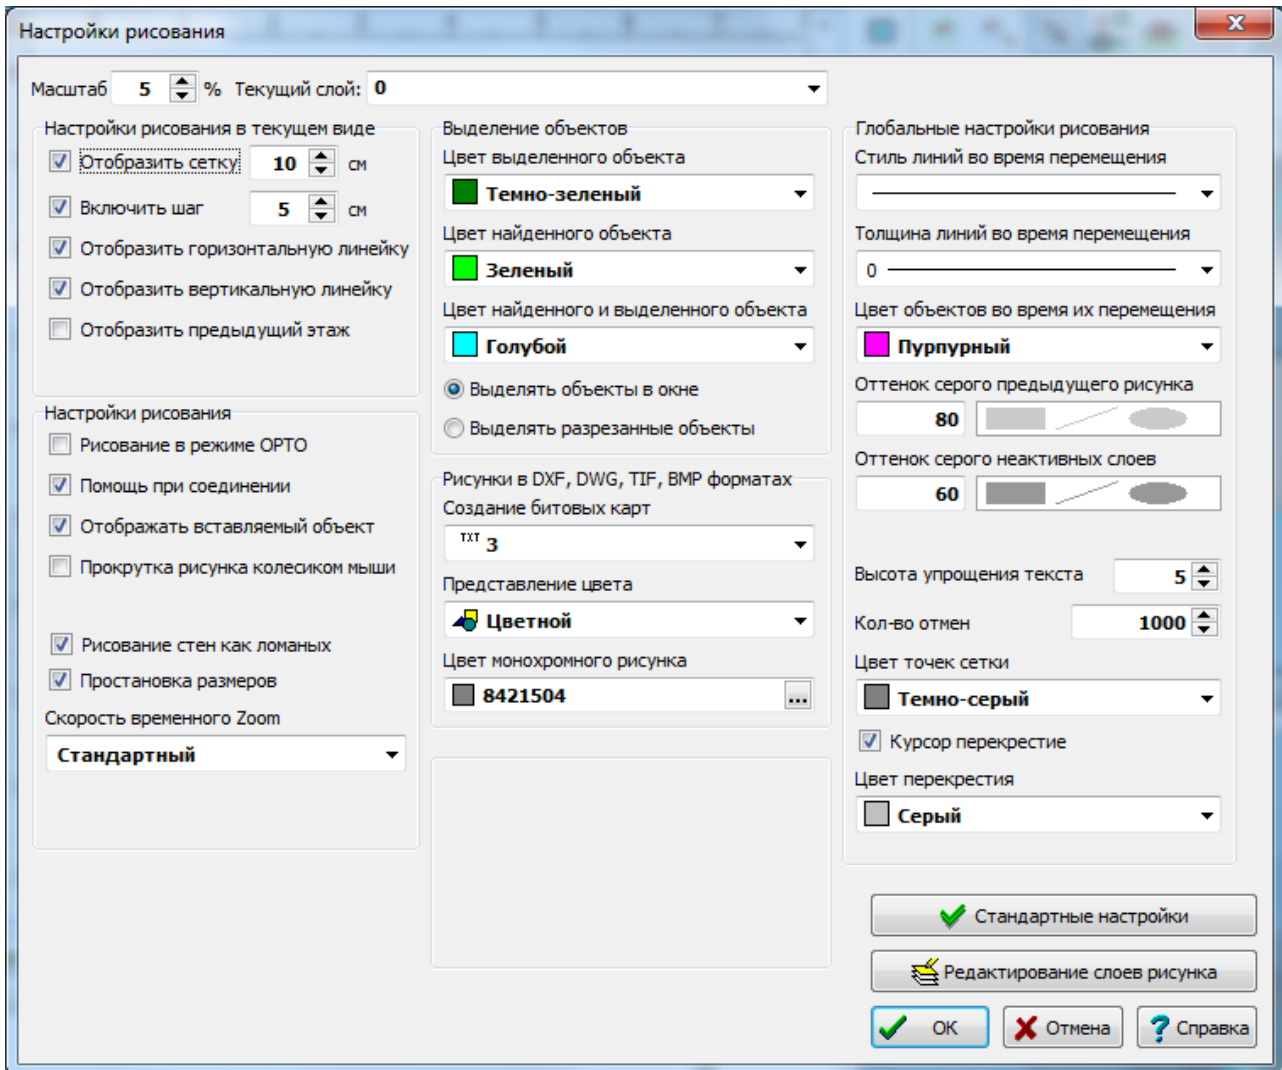 Настройки рисования
Масштаб 5 % Текущий слой: 0
Настройки рисования в текущем виде
Отобразить сетку 10 см
Включить шаг 5 см
Отобразить горизонтальную линейку
Отобразить вертикальную линейку
Отобразить предыдущий этаж
Настройки рисования
Рисование в режиме ОРТО
Помощь при соединении
Отображать вставляемый объект
Прокрутка рисунка колесиком мыши
Рисование стен как ломаных
Простановка размеров
Скорость временного Zoom
Стандартный
Выделение объектов
Цвет выделенного объекта
Темно-зеленый
Цвет найденного объекта
Зеленый
Цвет найденного и выделенного объекта
Голубой
Выделять объекты в окне
Выделять разрезанные объекты
Рисунки в DXF, DWG, TIF, BMP форматах
Создание битовых карт
TXT 3
Представление цвета
Цветной
Цвет монохромного рисунка
8421504 ...
Глобальные настройки рисования
Стиль линий во время перемещения
Толщина линий во время перемещения
0
Цвет объектов во время их перемещения
Пурпурный
Оттенок серого предыдущего рисунка
80
Оттенок серого неактивных слоев
60
Высота упрощения текста 5
Кол-во отмен 1000
Цвет точек сетки
Темно-серый
Курсор перекрестие
Цвет перекрестия
Серый
Стандартные настройки
Редактирование слоев рисунка
ОК Отмена Справка